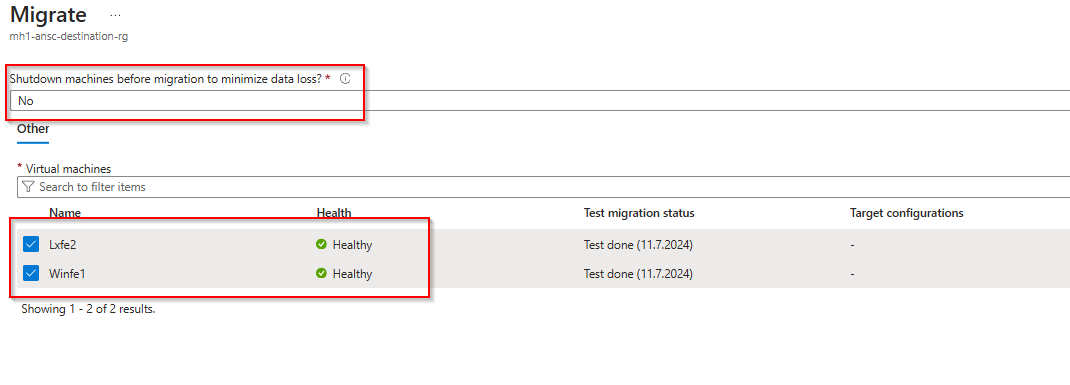 Migrate ...
mh1-ansc-destination-rg
Shutdown machines before migration to minimize data loss? *
No
Other
* Virtual machines
Search to filter items
Name Health Test migration status Target configurations
Lxfe2 Healthy Test done (11.7.2024) -
Winfe1 Healthy Test done (11.7.2024) -
Showing 1 - 2 of 2 results.